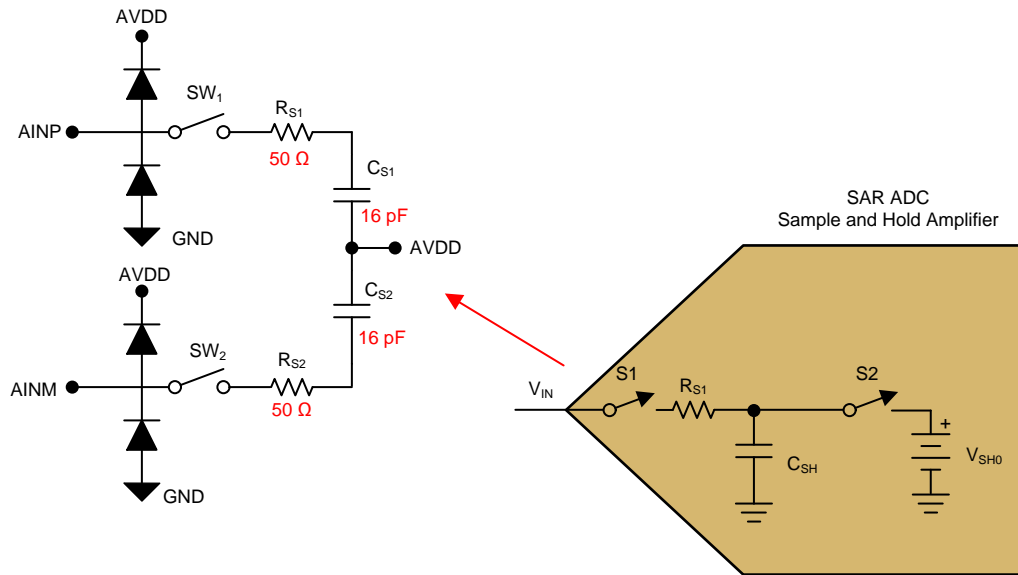 AVDD
SW1
RS1
AINP
50 Ω
CS1
16 pF
GND
AVDD
AVDD
CS2
16 pF
SW2
RS2
AINM
50 Ω
GND
SAR ADC
Sample and Hold Amplifier
VIN
S1
RS1
S2
CSH
+
VSH0